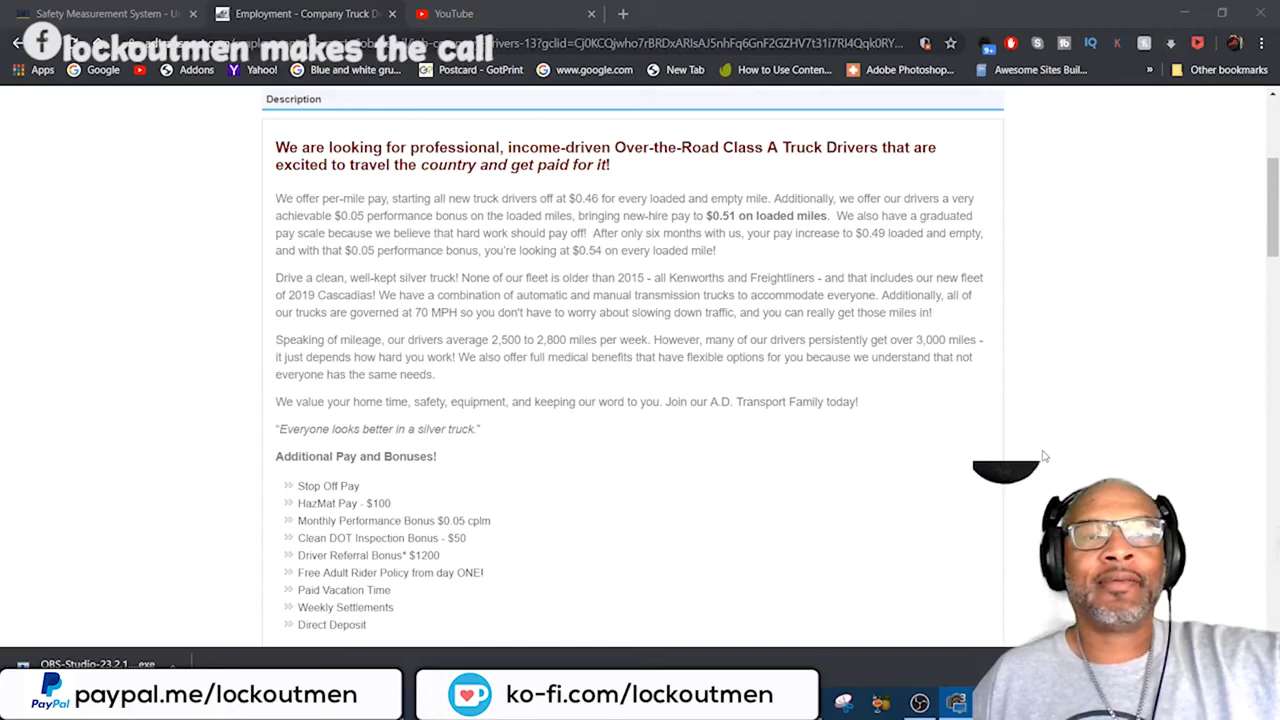 Safety Measurement System - U
Employment - Company Truck D
YouTube
lockoutmen makes the call
drivers-13?gclid=Cj0KCQjwho7rBRDxARIsAJ5nhFq6GnF2GZHV7t31i7Rl4Qqk0RY...
Apps
Google
Addons
Yahoo!
Blue and white gru...
Postcard - GotPrint
www.google.com
New Tab
How to Use Conten...
Adobe Photoshop...
Awesome Sites Buil...
»
Other bookmarks
Description
We are looking for professional, income-driven Over-the-Road Class A Truck Drivers that are
excited to travel the country and get paid for it!
We offer per-mile pay, starting all new truck drivers off at $0.46 for every loaded and empty mile. Additionally, we offer our drivers a very
achievable $0.05 performance bonus on the loaded miles, bringing new-hire pay to $0.51 on loaded miles. We also have a graduated
pay scale because we believe that hard work should pay off! After only six months with us, your pay increase to $0.49 loaded and empty,
and with that $0.05 performance bonus, you're looking at $0.54 on every loaded mile!
Drive a clean, well-kept silver truck! None of our fleet is older than 2015 - all Kenworths and Freightliners - and that includes our new fleet
of 2019 Cascadias! We have a combination of automatic and manual transmission trucks to accommodate everyone. Additionally, all of
our trucks are governed at 70 MPH so you don't have to worry about slowing down traffic, and you can really get those miles in!
Speaking of mileage, our drivers average 2,500 to 2,800 miles per week. However, many of our drivers persistently get over 3,000 miles -
it just depends how hard you work! We also offer full medical benefits that have flexible options for you because we understand that not
everyone has the same needs.
We value your home time, safety, equipment, and keeping our word to you. Join our A.D. Transport Family today!
"Everyone looks better in a silver truck."
Additional Pay and Bonuses!
Stop Off Pay
HazMat Pay - $100
Monthly Performance Bonus $0.05 cplm
Clean DOT Inspection Bonus - $50
Driver Referral Bonus* $1200
Free Adult Rider Policy from day ONE!
Paid Vacation Time
Weekly Settlements
Direct Deposit
OBS-Studio-23.2.1....exe
PayPal
paypal.me/lockoutmen
ko-fi.com/lockoutmen